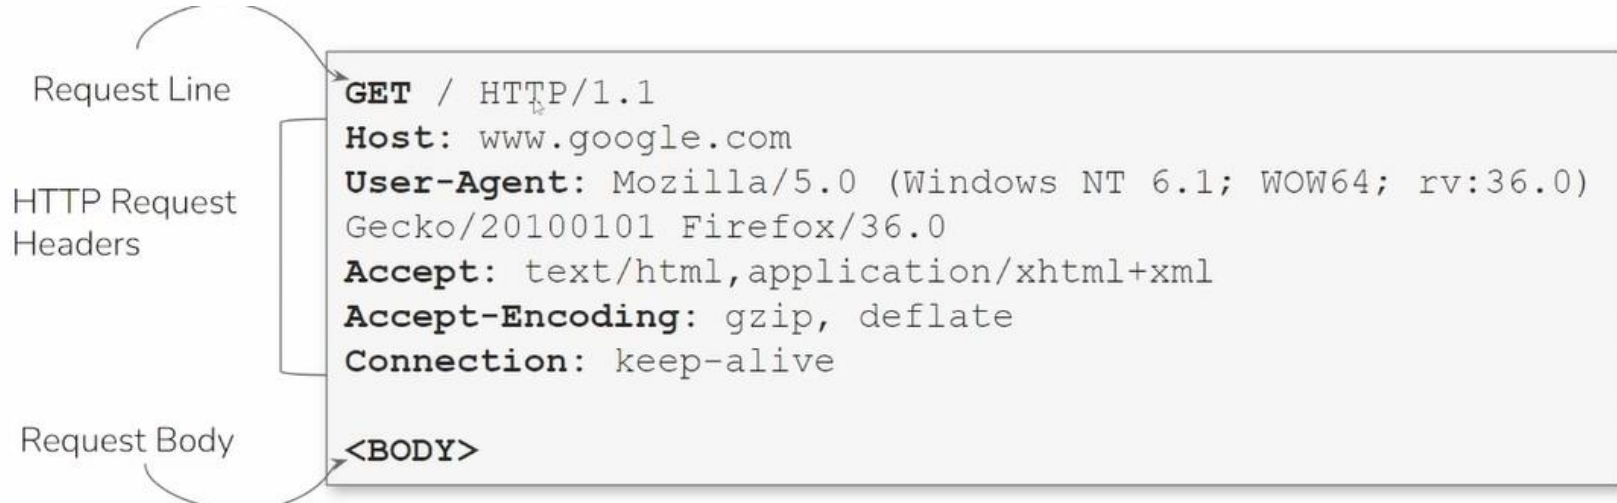 Request Line
GET / HTTP/1.1
Host: www.google.com
User-Agent: Mozilla/5.0 (Windows NT 6.1; WOW64; rv:36.0)
Gecko/20100101 Firefox/36.0
HTTP Request
Headers
Accept: text/html,application/xhtml+xml
Accept-Encoding: gzip, deflate
Connection: keep-alive
Request Body
<BODY>